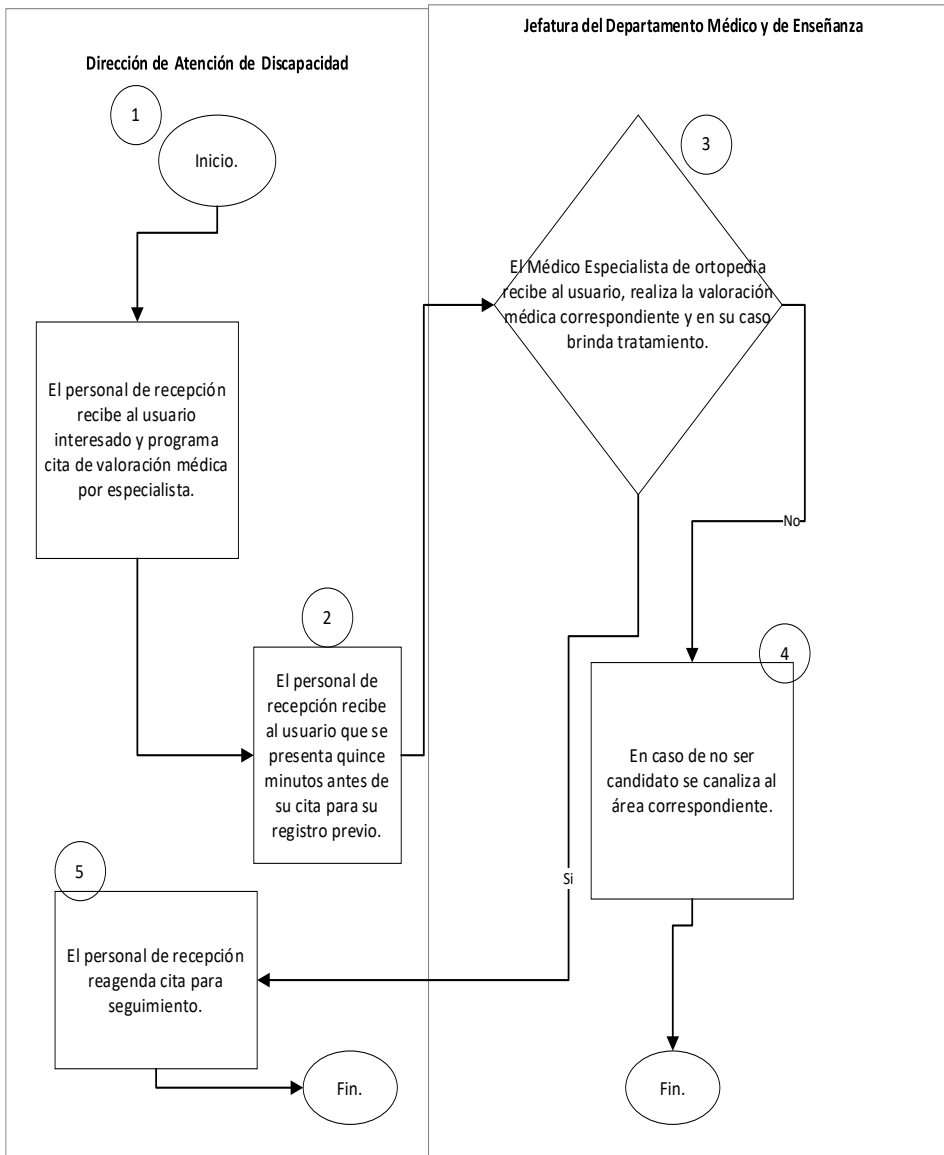 Jefatura del Departamento Médico y de Enseñanza
Dirección de Atención de Discapacidad
1
Inicio.
El personal de recepción
recibe al usuario
interesado y programa
cita de valoración médica
por especialista.
2
El personal de
recepción recibe
al usuario que se
presenta quince
minutos antes de
su cita para su
registro previo.
3
El Médico Especialista de ortopedia
recibe al usuario, realiza la valoración
médica correspondiente y en su caso
brinda tratamiento.
No
4
En caso de no ser
candidato se canaliza al
área correspondiente.
Fin.
Si
5
El personal de recepción
reagenda cita para
seguimiento.
Fin.